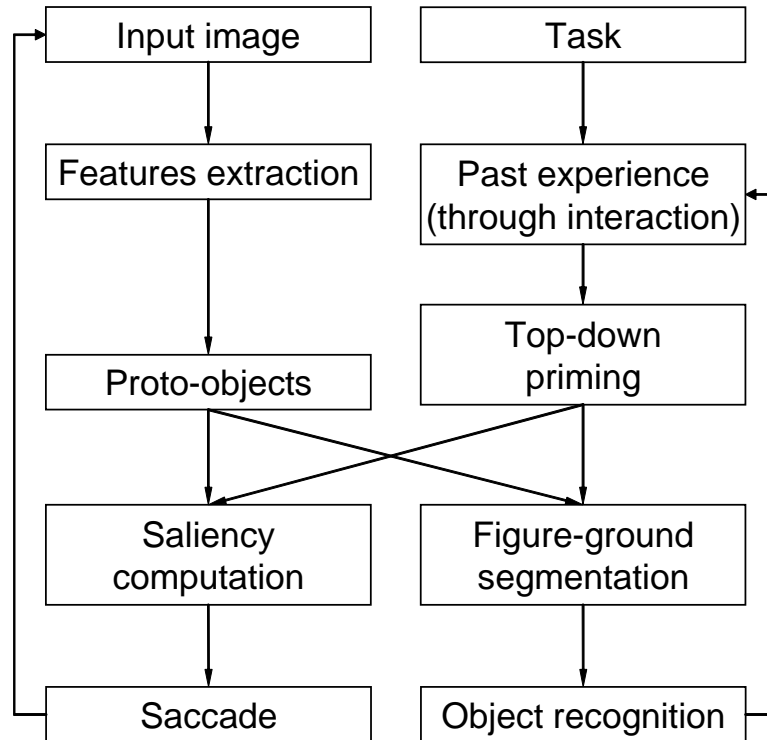 Input image
Task
Features extraction
Past experience
(through interaction)
Top-down
priming
Proto-objects
Saliency
computation
Figure-ground
segmentation
Saccade
Object recognition